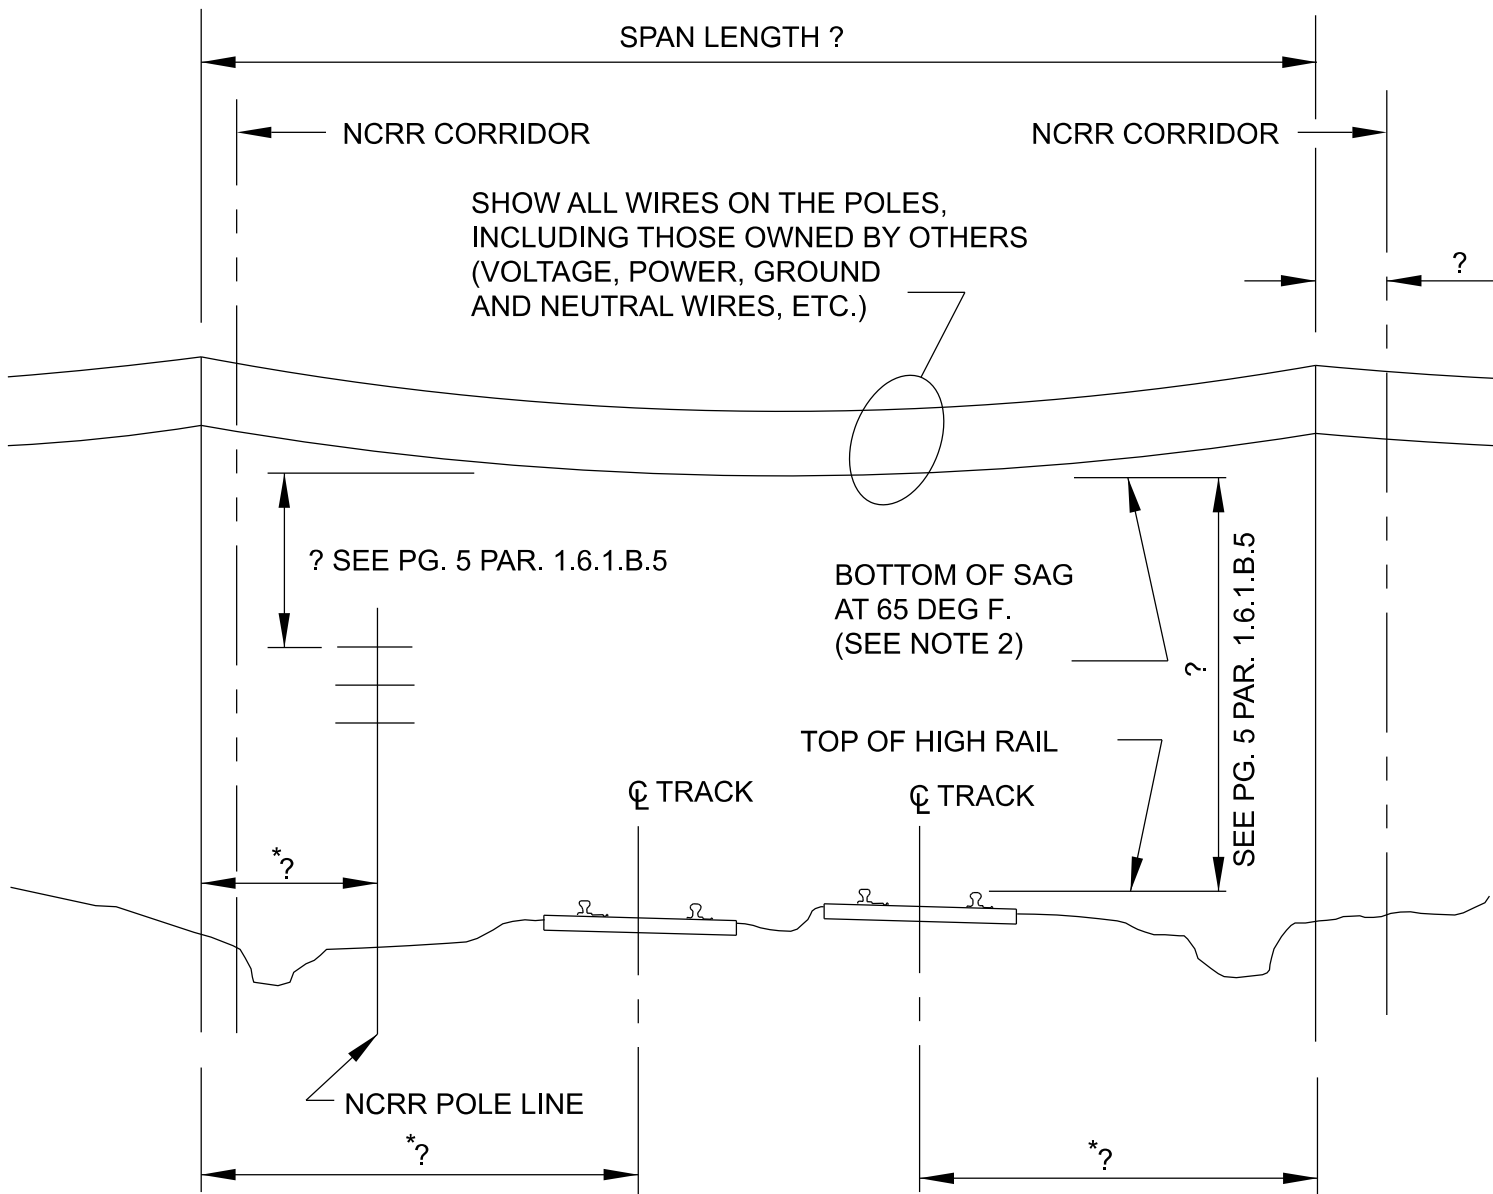 SPAN LENGTH ?
NCRR CORRIDOR
NCRR CORRIDOR
SHOW ALL WIRES ON THE POLES,
INCLUDING THOSE OWNED BY OTHERS
(VOLTAGE, POWER, GROUND
AND NEUTRAL WIRES, ETC.)
?
? SEE PG. 5 PAR. 1.6.1.B.5
BOTTOM OF SAG
AT 65 DEG F.
(SEE NOTE 2)
?
SEE PG. 5 PAR. 1.6.1.B.5
TOP OF HIGH RAIL
℄ TRACK
℄ TRACK
*?
NCRR POLE LINE
*?
*?